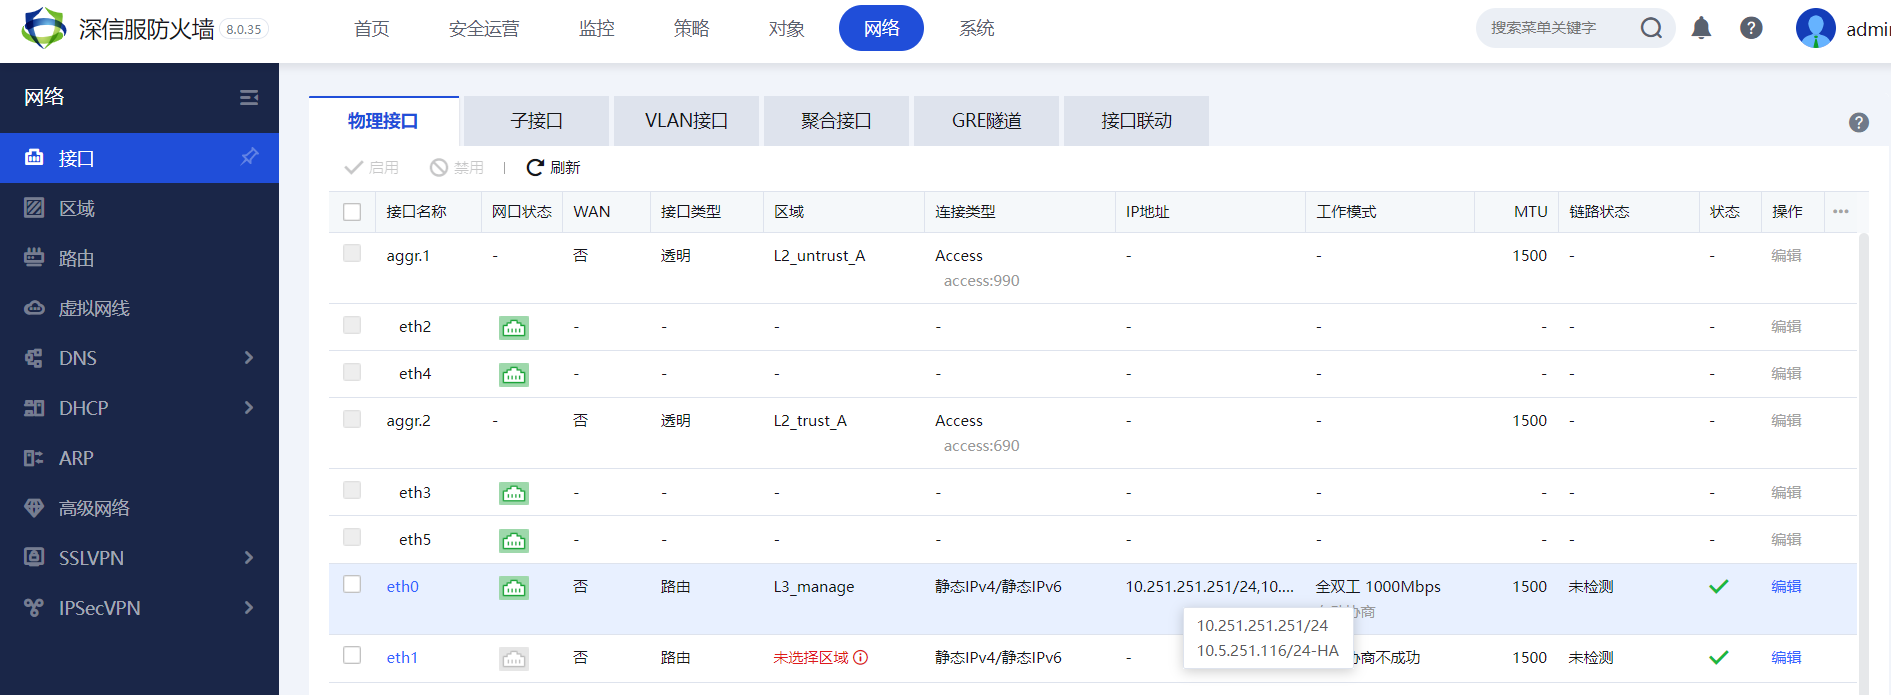 深信服防火墙 8.0.35 首页 安全运营 监控 策略 对象 网络 系统 搜索菜单关键字
网络
接口
区域
路由
虚拟网线
DNS
DHCP
ARP
高级网络
SSLVPN
IPSecVPN
物理接口 子接口 VLAN接口 聚合接口 GRE隧道 接口联动
启用 禁用 | 刷新
接口名称 网口状态 WAN 接口类型 区域 连接类型 IP地址 工作模式 MTU 链路状态 状态 操作
aggr.1 - 否 透明 L2_untrust_A Access - - 1500 - - 编辑
access:990
eth2 - - - - - - - - - 编辑
eth4 - - - - - - - - - 编辑
aggr.2 - 否 透明 L2_trust_A Access - - 1500 - - 编辑
access:690
eth3 - - - - - - - - - 编辑
eth5 - - - - - - - - - 编辑
eth0 否 路由 L3_manage 静态IPv4/静态IPv6 10.251.251.251/24,10.... 全双工 1000Mbps 1500 未检测 编辑
协商
10.251.251.251/24
10.5.251.116/24-HA
eth1 否 路由 未选择区域 静态IPv4/静态IPv6 - 协商不成功 1500 未检测 编辑